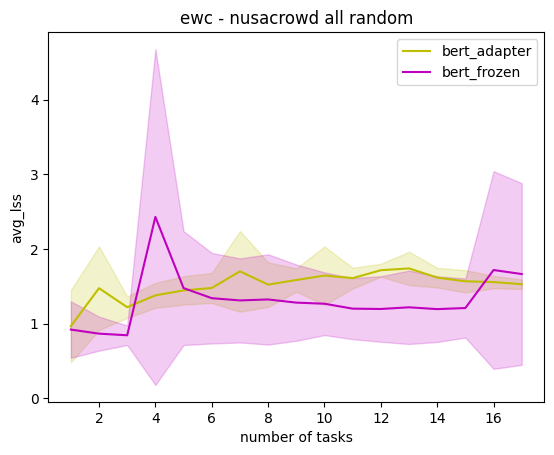 ewc - nusacrowd all random
bert_adapter
bert_frozen
avg_lss
4
3
2
1
0
2 4 6 8 10 12 14 16
number of tasks